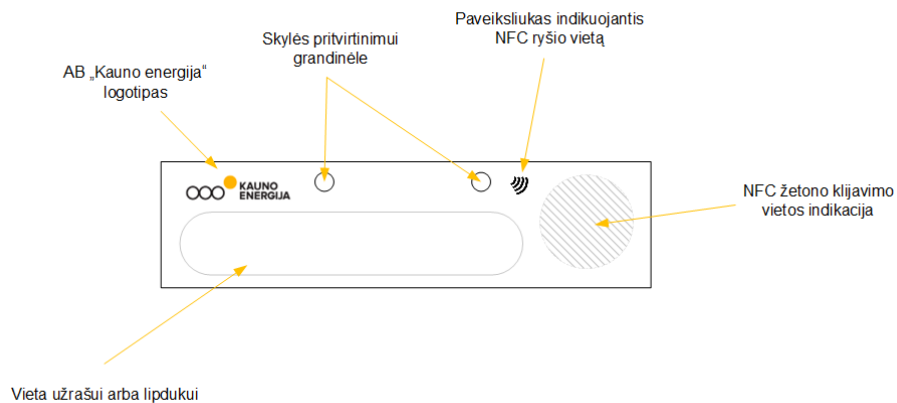 Paveiksliukas indikuojantis
NFC ryšio vietą
Skylės pritvirtinimui
grandinėle
AB „Kauno energija“
logotipas
KAUNO
ENERGIJA
NFC žetono klijavimo
vietos indikacija
Vieta užrašui arba lipdukui